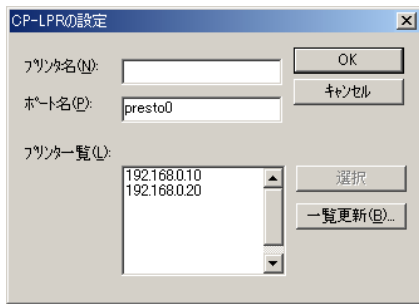 CP-LPRの設定
プリンタ名(N):
OK
キャンセル
ポート名(P):
presto0
プリンター覧(L):
192.168.0.10
192.168.0.20
選択
一覧更新(B)...